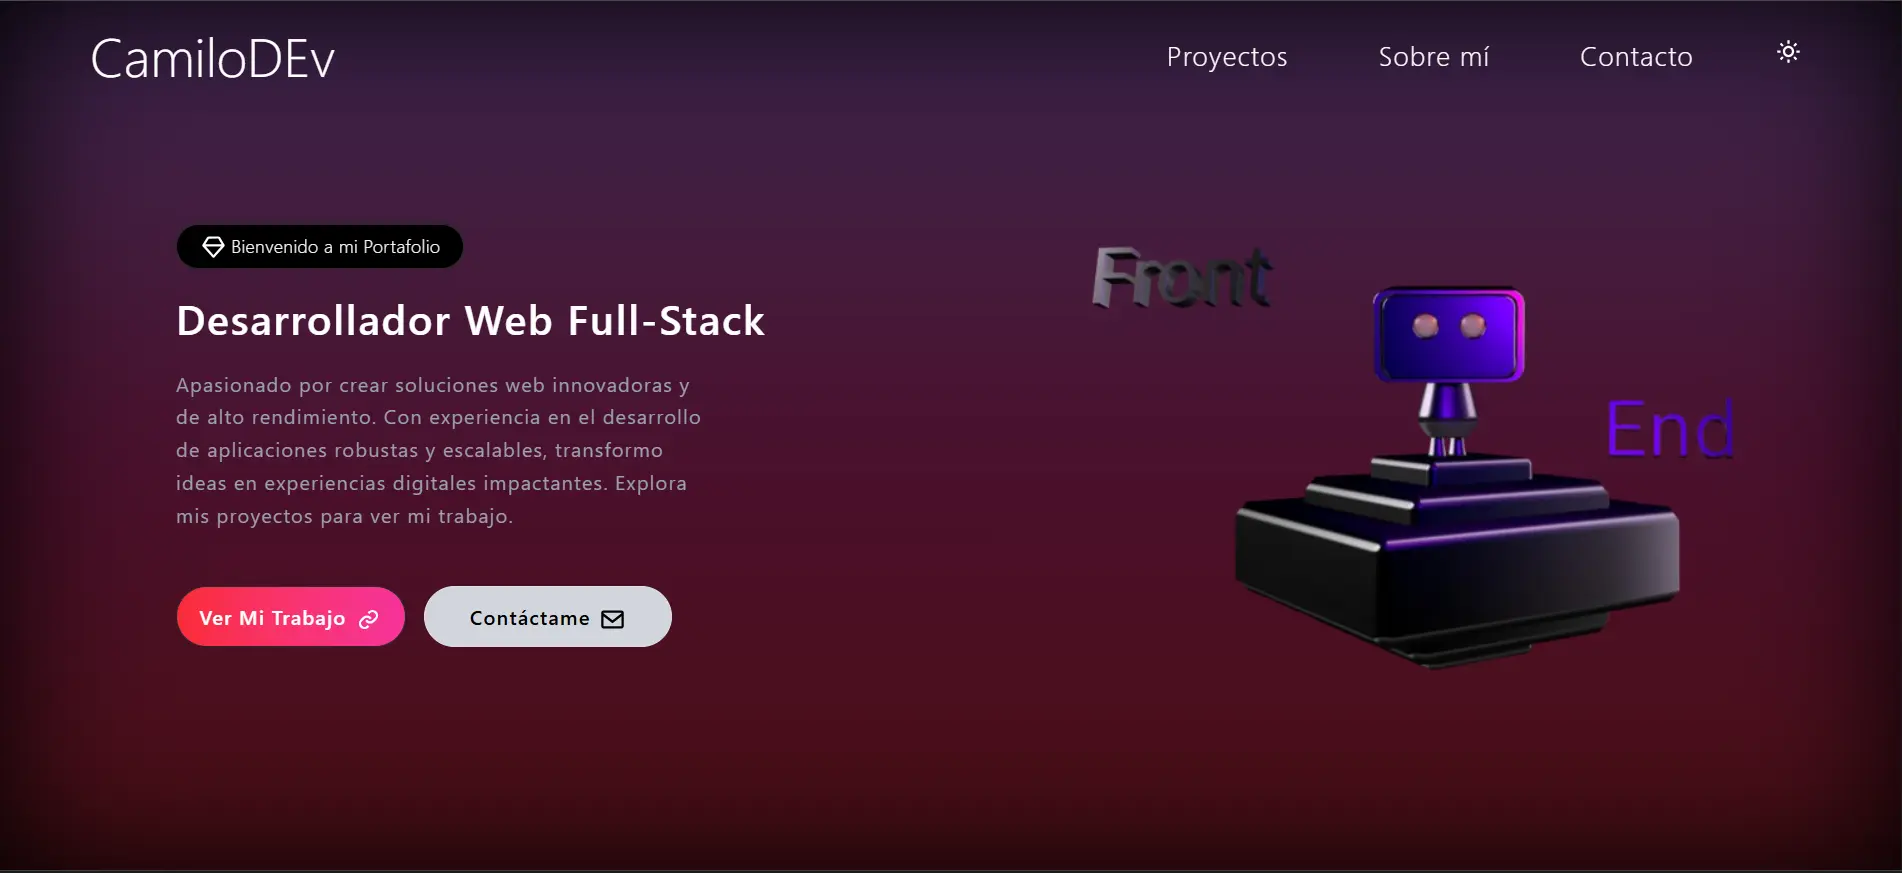 CamiloDEv
Proyectos
Sobre mí
Contacto
Bienvenido a mi Portafolio
Desarrollador Web Full-Stack
Apasionado por crear soluciones web innovadoras y
de alto rendimiento. Con experiencia en el desarrollo
de aplicaciones robustas y escalables, transformo
ideas en experiencias digitales impactantes. Explora
mis proyectos para ver mi trabajo.
Ver Mi Trabajo
Contáctame
Front
End